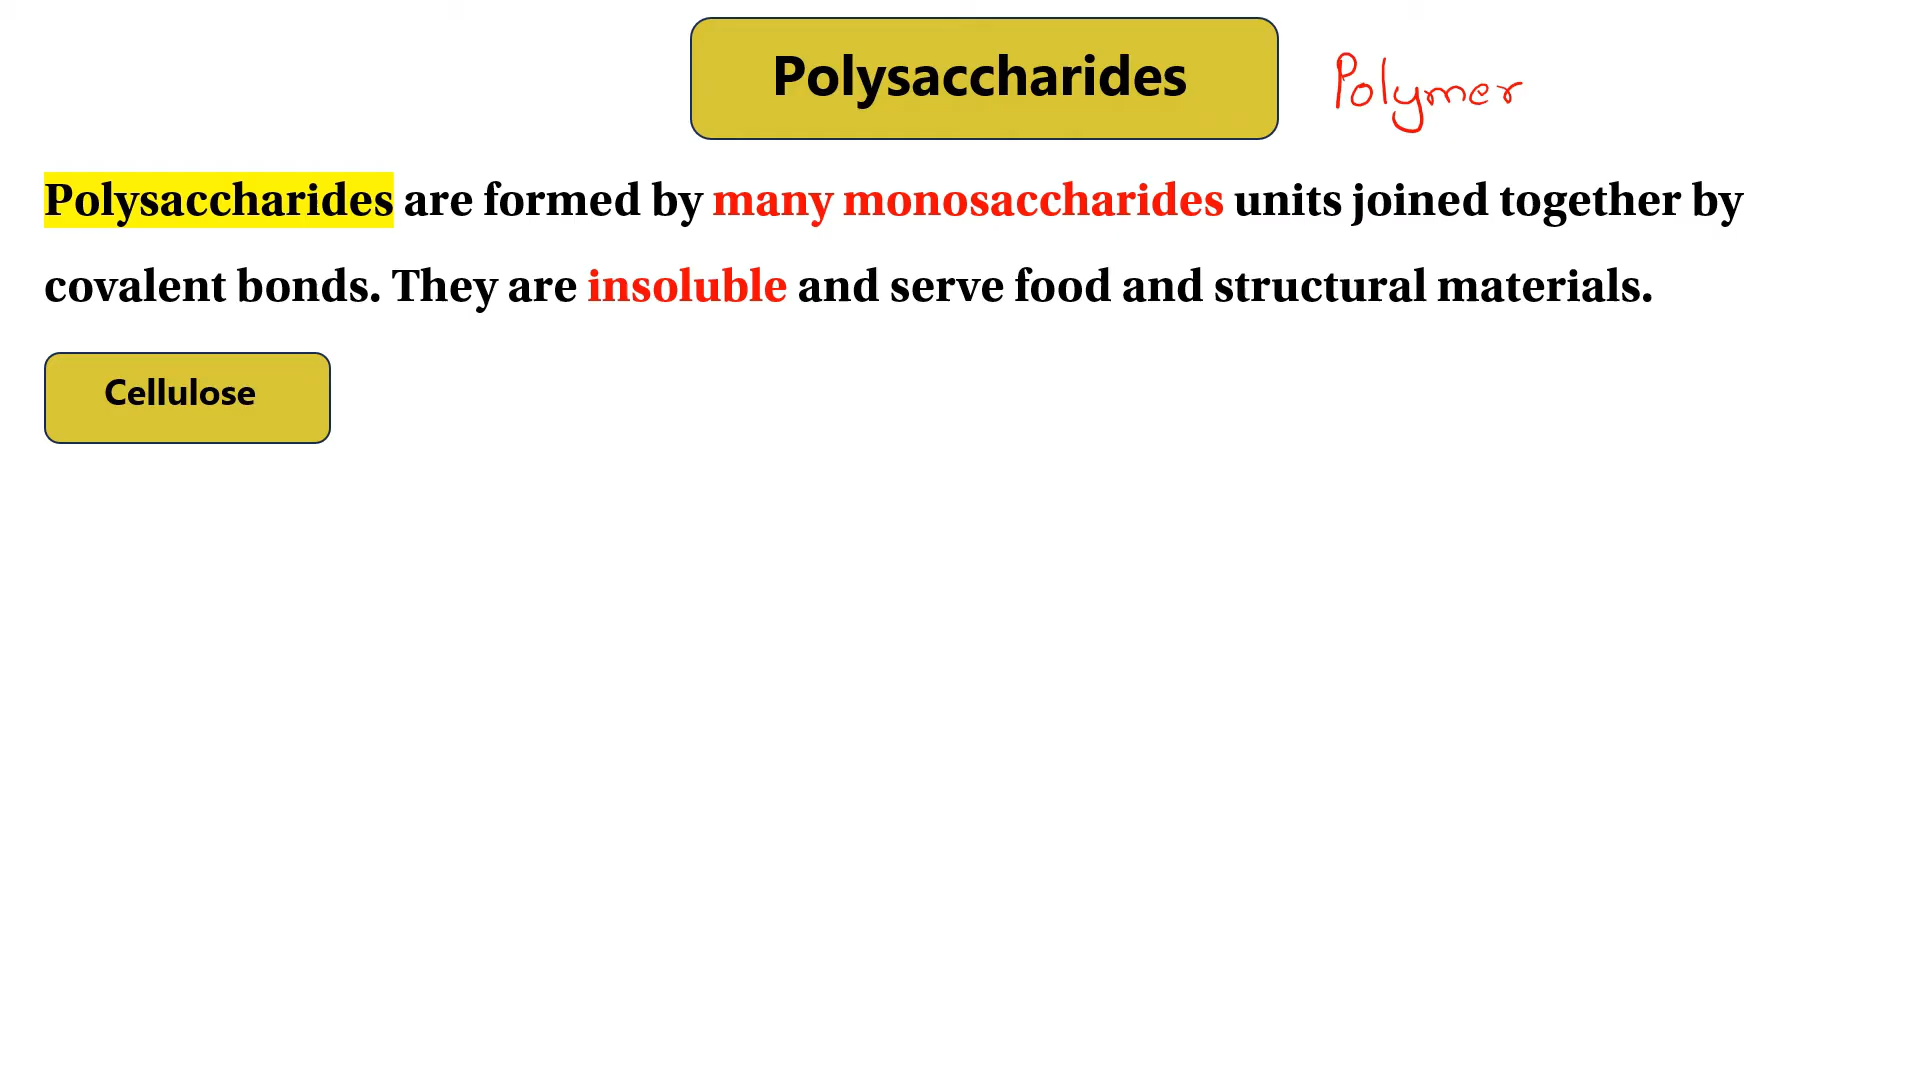 Polysaccharides
Polymer
Polysaccharides are formed by many monosaccharides units joined together by
covalent bonds. They are insoluble and serve food and structural materials.
Cellulose